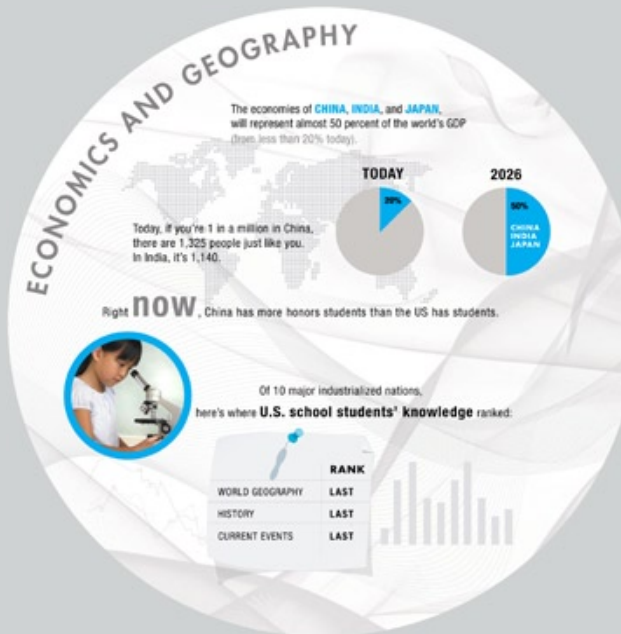 ECONOMICS AND GEOGRAPHY
The economies of CHINA, INDIA, and JAPAN,
will represent almost 50 percent of the world's GDP
(from less than 20% today).
TODAY
2026
20%
50%
CHINA
INDIA
JAPAN
Today, if you're 1 in a million in China,
there are 1,325 people just like you.
In India, it's 1,140.
Right now, China has more honors students than the US has students.
Of 10 major industrialized nations,
here's where U.S. school students' knowledge ranked:
RANK
WORLD GEOGRAPHY LAST
HISTORY LAST
CURRENT EVENTS LAST